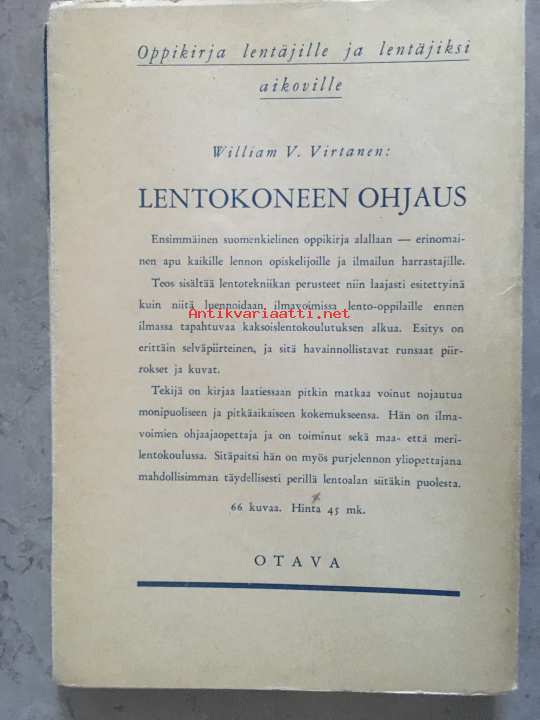 Oppikirja lentäjille ja lentäjiksi
aikoville
William V. Virtanen:
LENTOKONEEN OHJAUS
Ensimmäinen suomenkielinen oppikirja alallaan — erinomai-
nen apu kaikille lennon opiskelijoille ja ilmailun harrastajille.
Teos sisältää lentotekniikan perusteet niin laajasti esitettyinä
kuin niitä luennoidaan ilmavoimissa lento-oppilaille ennen
Antikvariaatti.net
ilmassa tapahtuvaa kaksoislentokoulutuksen alkua. Esitys on
erittäin selväpiirteinen, ja sitä havainnollistavat runsaat piir-
rokset ja kuvat.
Tekijä on kirjaa laatiessaan pitkin matkaa voinut nojautua
monipuoliseen ja pitkäaikaiseen kokemukseensa. Hän on ilma-
voimien ohjaajaopettaja ja on toiminut sekä maa- että meri-
lentokoulussa. Sitäpaitsi hän on myös purjelennon yliopettajana
mahdollisimman täydellisesti perillä lentoalan siitäkin puolesta.
66 kuvaa. Hinta 45 mk.
OTAVA